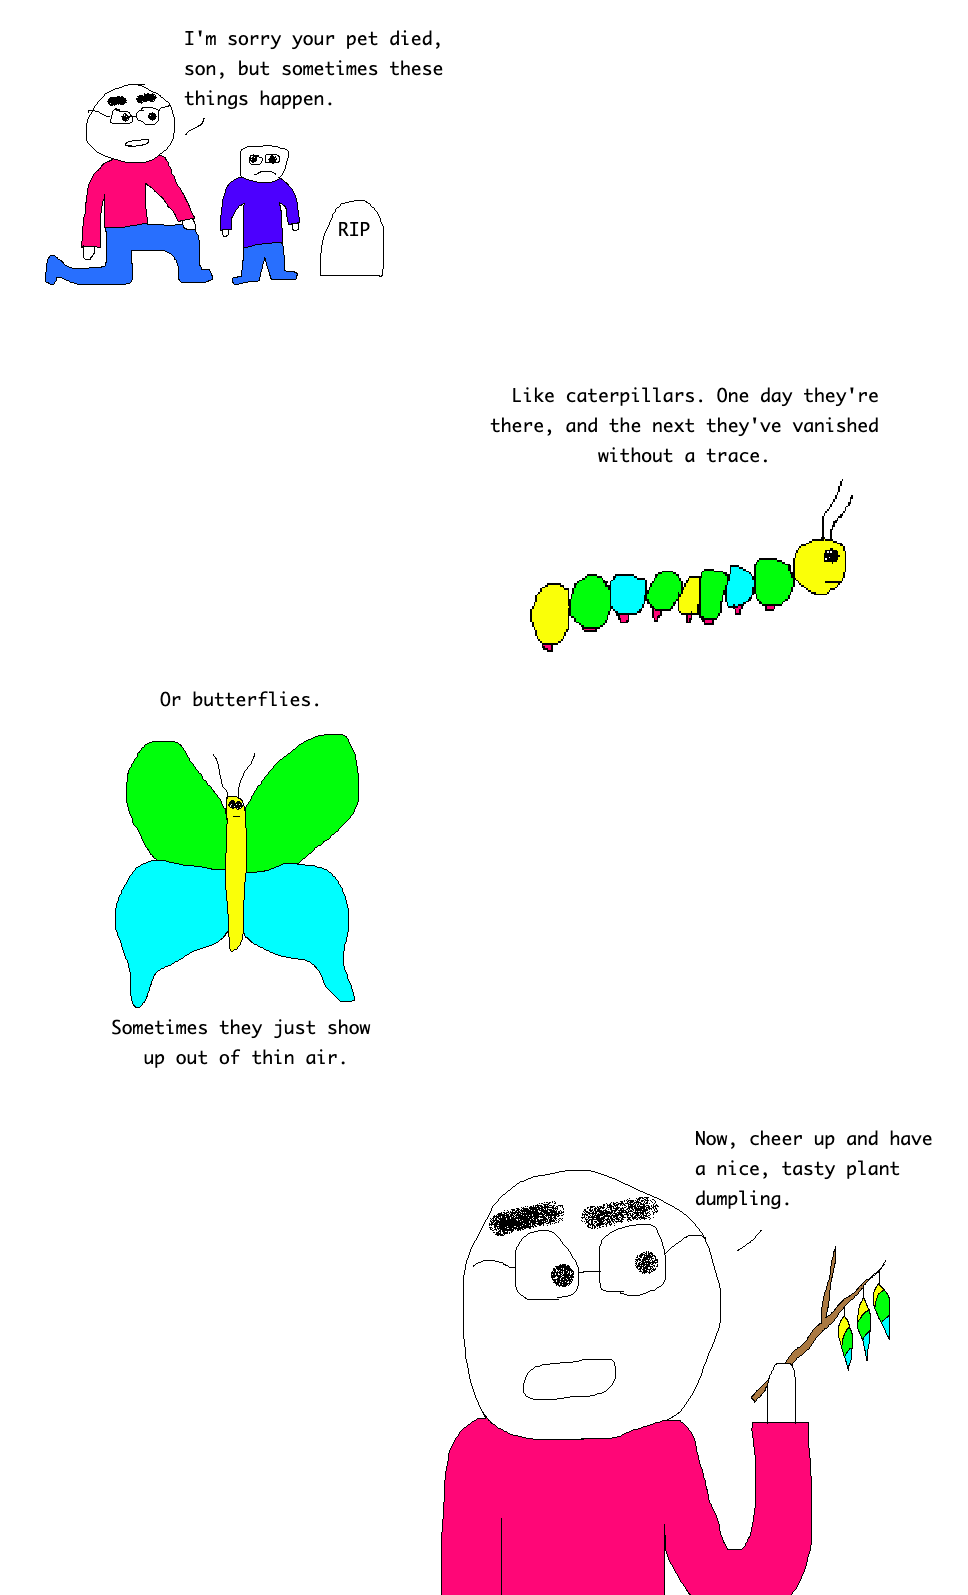 I'm sorry your pet died,
son, but sometimes these
things happen.
RIP
Like caterpillars. One day they're
there, and the next they've vanished
without a trace.
Or butterflies.
Sometimes they just show
up out of thin air.
Now, cheer up and have
a nice, tasty plant
dumpling.